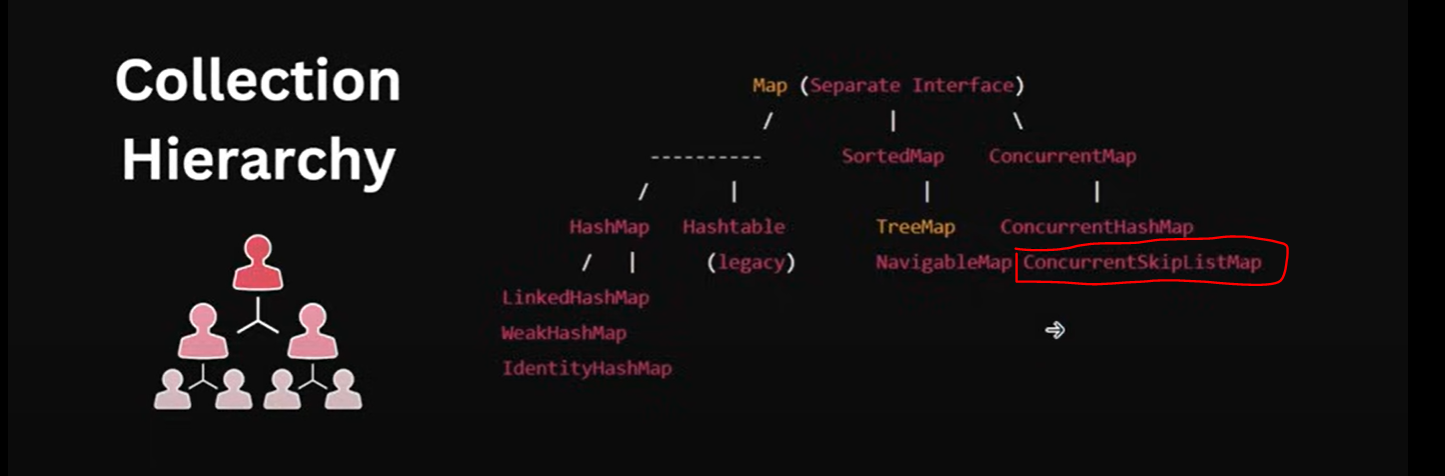 Collection
Hierarchy
Map (Separate Interface)
/ | \
---------- SortedMap ConcurrentMap
/ | | |
HashMap Hashtable TreeMap ConcurrentHashMap
/ | (legacy) NavigableMap ConcurrentSkipListMap
LinkedHashMap
WeakHashMap
IdentityHashMap